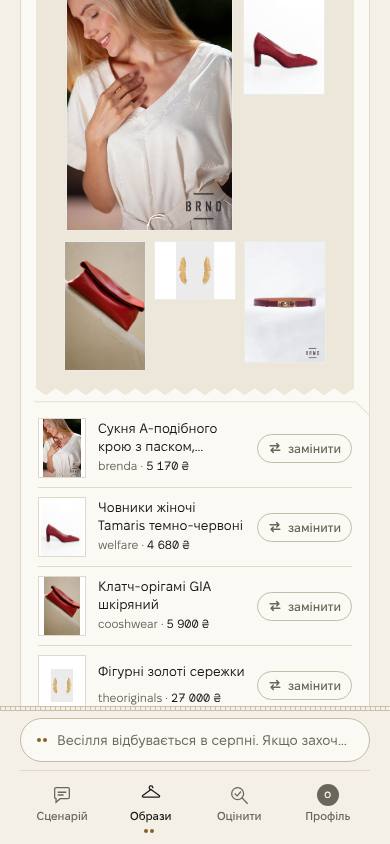 BRND
BRND
Сукня А-подібного
крою з паском,...
brenda · 5 170 ₴
замінити
Човники жіночі
Tamaris темно-червоні
welfare · 4 680 ₴
замінити
Клатч-орігамі GIA
шкіряний
cooshwear · 5 900 ₴
замінити
Фігурні золоті сережки
theoriginals · 27 000 ₴
замінити
Весілля відбувається в серпні. Якщо захоч...
Сценарій
Образи
Оцінити
О
Профіль